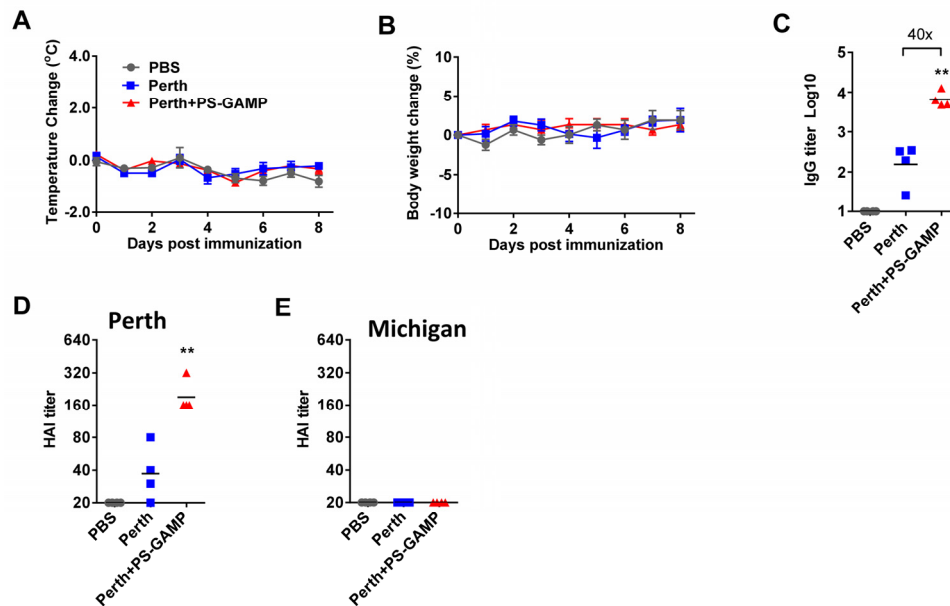 A
Temperature Change (°C)
4.0
2.0
0.0
-2.0
PBS
Perth
Perth+PS-GAMP
0 2 4 6 8
Days post immunization
B
Body weight change (%)
10
5
0
-5
-10
0 2 4 6 8
Days post immunization
C
40x
**
IgG titer Log10
5
4
3
2
1
PBS
Perth
Perth+PS-GAMP
D
Perth
HAI titer
640
320
160
80
40
20
**
PBS
Perth
Perth+PS-GAMP
E
Michigan
HAI titer
640
320
160
80
40
20
PBS
Perth
Perth+PS-GAMP